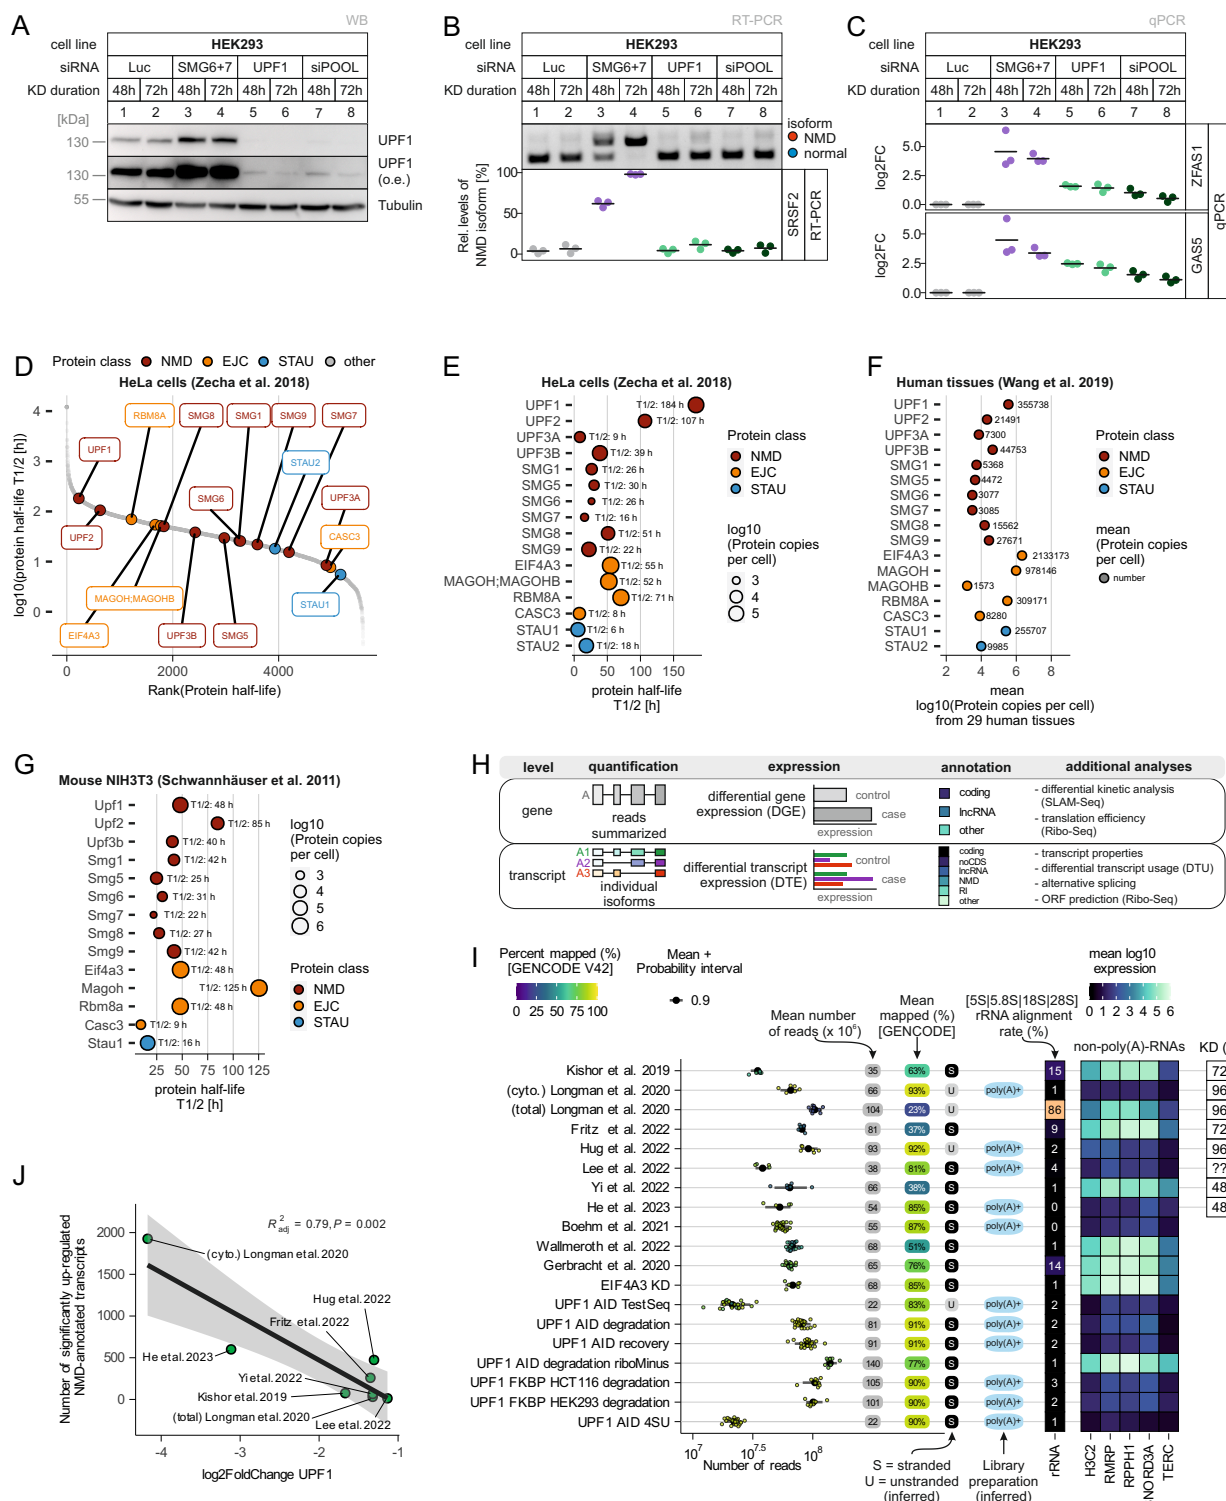 A
WB
cell line HEK293
siRNA Luc SMG6+7 UPF1 siPOOL
KD duration 48h 72h 48h 72h 48h 72h 48h 72h
[kDa] 1 2 3 4 5 6 7 8
130 UPF1
130 UPF1 (o.e.)
55 Tubulin
B
RT-PCR
cell line HEK293
siRNA Luc SMG6+7 UPF1 siPOOL
KD duration 48h 72h 48h 72h 48h 72h 48h 72h
1 2 3 4 5 6 7 8
isoform
NMD
normal
Rel. levels of NMD isoform [%]
100
50
0
SRSF2
RT-PCR
C
qPCR
cell line HEK293
siRNA Luc SMG6+7 UPF1 siPOOL
KD duration 48h 72h 48h 72h 48h 72h 48h 72h
1 2 3 4 5 6 7 8
log2FC
5.0
2.5
0.0
ZFAS1
log2FC
5.0
2.5
0.0
GAS5
qPCR
D
Protein class NMD EJC STAU other
HeLa cells (Zecha et al. 2018)
log10(protein half-life T1/2 [h])
4
3
2
1
0
RBM8A
SMG8
SMG1
SMG9
SMG7
UPF1
STAU2
SMG6
UPF3A
UPF2
CASC3
MAGOH;MAGOHB
STAU1
EIF4A3
UPF3B
SMG5
0 2000 4000
Rank(Protein half-life)
E
HeLa cells (Zecha et al. 2018)
UPF1 T1/2: 184 h
UPF2 T1/2: 107 h
UPF3A T1/2: 9 h
UPF3B T1/2: 39 h
SMG1 T1/2: 26 h
SMG5 T1/2: 30 h
SMG6 T1/2: 26 h
SMG7 T1/2: 16 h
SMG8 T1/2: 51 h
SMG9 T1/2: 22 h
EIF4A3 T1/2: 55 h
MAGOH;MAGOHB T1/2: 52 h
RBM8A T1/2: 71 h
CASC3 T1/2: 8 h
STAU1 T1/2: 6 h
STAU2 T1/2: 18 h
0 50 100 150
protein half-life
T1/2 [h]
Protein class
NMD
EJC
STAU
log10
(Protein copies
per cell)
3
4
5
F
Human tissues (Wang et al. 2019)
UPF1 355738
UPF2 21491
UPF3A 7300
UPF3B 44753
SMG1 5368
SMG5 4472
SMG6 3077
SMG7 3085
SMG8 15562
SMG9 27671
EIF4A3 2133173
MAGOH 978146
MAGOHB 1573
RBM8A 309171
CASC3 8280
STAU1 255707
STAU2 9985
2 4 6 8
mean
log10(Protein copies per cell)
from 29 human tissues
Protein class
NMD
EJC
STAU
mean
(Protein copies
per cell)
number
G
Mouse NIH3T3 (Schwannhäuser et al. 2011)
Upf1 T1/2: 48 h
Upf2 T1/2: 85 h
Upf3b T1/2: 40 h
Smg1 T1/2: 42 h
Smg5 T1/2: 25 h
Smg6 T1/2: 31 h
Smg7 T1/2: 22 h
Smg8 T1/2: 27 h
Smg9 T1/2: 42 h
Eif4a3 T1/2: 48 h
Magoh T1/2: 125 h
Rbm8a T1/2: 48 h
Casc3 T1/2: 9 h
Stau1 T1/2: 16 h
25 50 75 100 125
protein half-life
T1/2 [h]
log10
(Protein copies
per cell)
3
4
5
6
Protein class
NMD
EJC
STAU
H
level quantification expression annotation additional analyses
gene
A
reads
summarized
differential gene
expression (DGE)
control
case
expression
coding
lncRNA
other
- differential kinetic analysis
(SLAM-Seq)
- translation efficiency
(Ribo-Seq)
transcript
A1
A2
A3
individual
isoforms
differential transcript
expression (DTE)
control
case
expression
coding
noCDS
lncRNA
NMD
RI
other
- transcript properties
- differential transcript usage (DTU)
- alternative splicing
- ORF prediction (Ribo-Seq)
I
Percent mapped (%)
[GENCODE V42]
0 25 50 75 100
Mean +
Probability interval
0.9
Mean number
of reads (x 10⁶)
Mean
mapped (%)
[GENCODE]
[5S|5.8S|18S|28S]
rRNA alignment
rate (%)
mean log10
expression
0 1 2 3 4 5 6
non-poly(A)-RNAs
KD (
Kishor et al. 2019 35 63% S 15 72
(cyto.) Longman et al. 2020 66 93% U poly(A)+ 1 96
(total) Longman et al. 2020 104 23% U 86 96
Fritz et al. 2022 81 37% S 9 72
Hug et al. 2022 93 92% U poly(A)+ 2 96
Lee et al. 2022 38 81% S poly(A)+ 4 ??
Yi et al. 2022 66 38% S 1 48
He et al. 2023 54 85% S poly(A)+ 0 48
Boehm et al. 2021 55 87% S poly(A)+ 0
Wallmeroth et al. 2022 68 51% S 1
Gerbracht et al. 2020 65 76% S 14
EIF4A3 KD 68 85% S 1
UPF1 AID TestSeq 22 83% U poly(A)+ 2
UPF1 AID degradation 81 91% S poly(A)+ 2
UPF1 AID recovery 91 91% S poly(A)+ 2
UPF1 AID degradation riboMinus 140 77% S 1
UPF1 FKBP HCT116 degradation 105 90% S poly(A)+ 3
UPF1 FKBP HEK293 degradation 101 90% S poly(A)+ 2
UPF1 AID 4SU 22 90% S poly(A)+ 1
10⁷ 10⁷·⁵ 10⁸
Number of reads
S = stranded
U = unstranded
(inferred)
Library
preparation
(inferred)
rRNA
H3C2
RMRP
RPPH1
NORD3A
TERC
J
Number of significantly up-regulated
NMD-annotated transcripts
2000
1500
1000
500
0
R²adj = 0.79, P = 0.002
(cyto.) Longman et al. 2020
Hug et al. 2022
Fritz et al. 2022
He et al. 2023
Yi et al. 2022
Kishor et al. 2019
(total) Longman et al. 2020
Lee et al. 2022
-4 -3 -2 -1
log2FoldChange UPF1